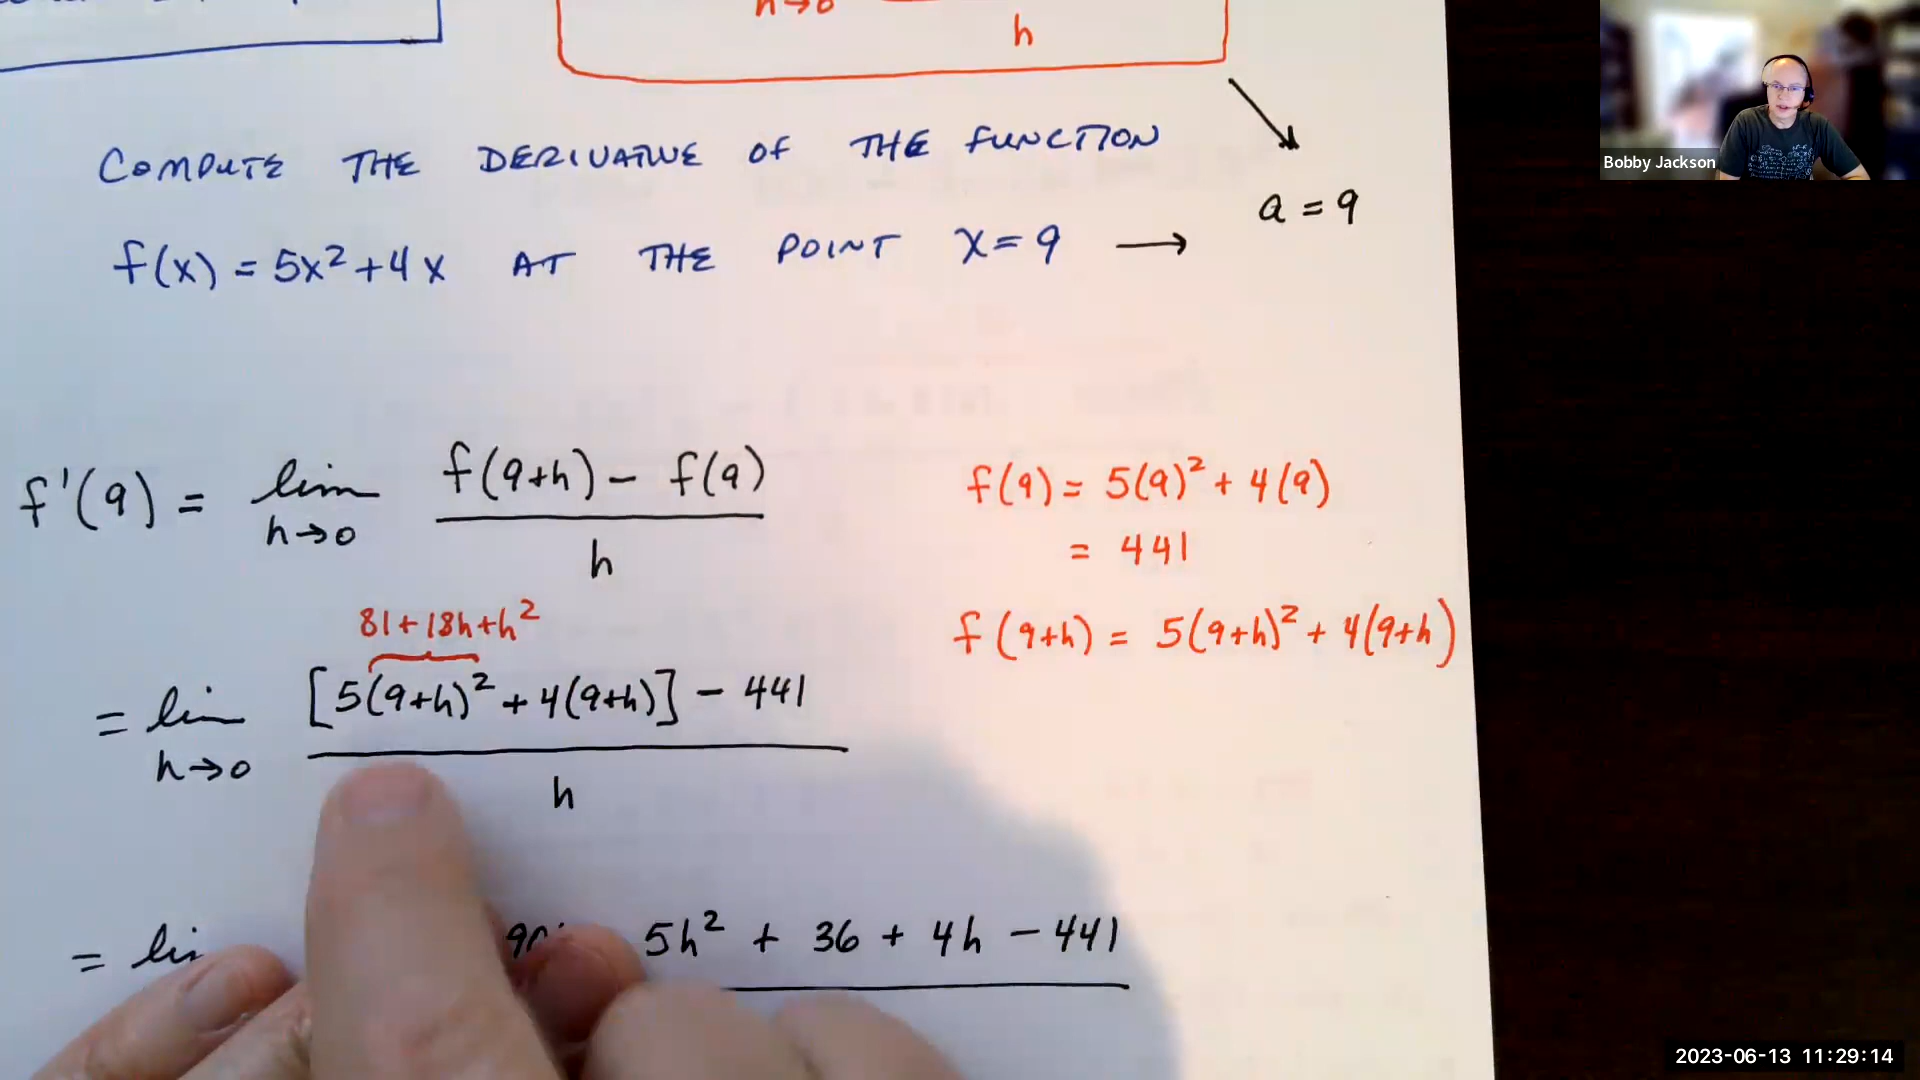 h→0
h
COMPUTE THE DERIVATIVE OF THE FUNCTION
f(x) = 5x² + 4x AT THE POINT x = 9 →
a = 9
f'(9) = lim h→0 f(9+h) - f(9) / h
f(9) = 5(9)² + 4(9)
= 441
f(9+h) = 5(9+h)² + 4(9+h)
81 + 18h + h²
= lim h→0 [5(9+h)² + 4(9+h)] - 441 / h
= 5h² + 36 + 4h - 441
Bobby Jackson
2023-06-13 11:29:14